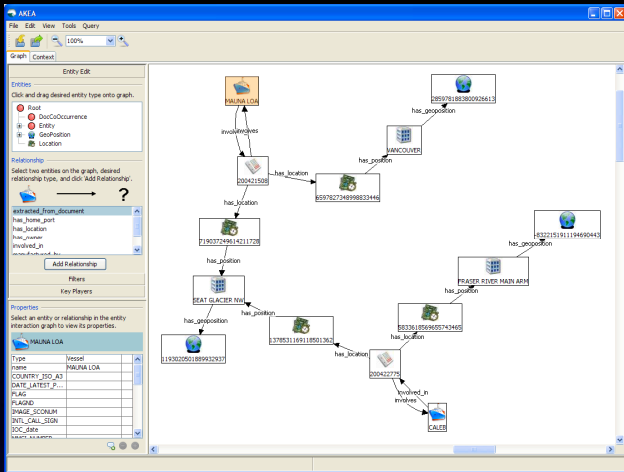 AKEA
File Edit View Tools Query
100%
Graph Context
Entity Edit
Entities
Click and drag desired entity type onto graph.
Root
DocCoOccurrence
Entity
GeoPosition
Location
Relationship
Select two entities on the graph, desired
relationship type, and click 'Add Relationship'.
?
extracted_from_document
has_home_port
has_location
has_owner
involved_in
manufactured_by
Add Relationship
Filters
Key Players
Properties
Select an entity or relationship in the entity
interaction graph to view its properties.
MAUNA LOA
Type Vessel
name MAUNA LOA
COUNTRY_ISO_A3
DATE_LATEST_P...
FLAG
FLAGND
IMAGE_SCONUM
INTL_CALL_SIGN
IOC_date
MAUNA LOA
2859781883800926613
has_geoposition
involves
VANCOUVER
has_position
200421508
has_location
6597827348998833446
has_location
-8322151911194690443
719037249614211728
has_geoposition
has_position
FRASER RIVER MAIN ARM
SEAT GLACIER NW
has_position
has_position
has_geoposition
5833618569655743465
1378531169118501362
has_location
1193020501889932937
has_location
200422775
involved_in
involves
CALEB